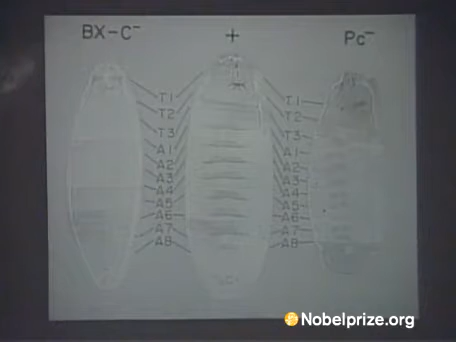 BX-C⁻ + Pc⁻
T1 T1
T2 T2
T3 T3
A1 A1
A2 A2
A3 A3
A4 A4
A5 A5
A6 A6
A7 A7
A8 A8
Nobelprize.org